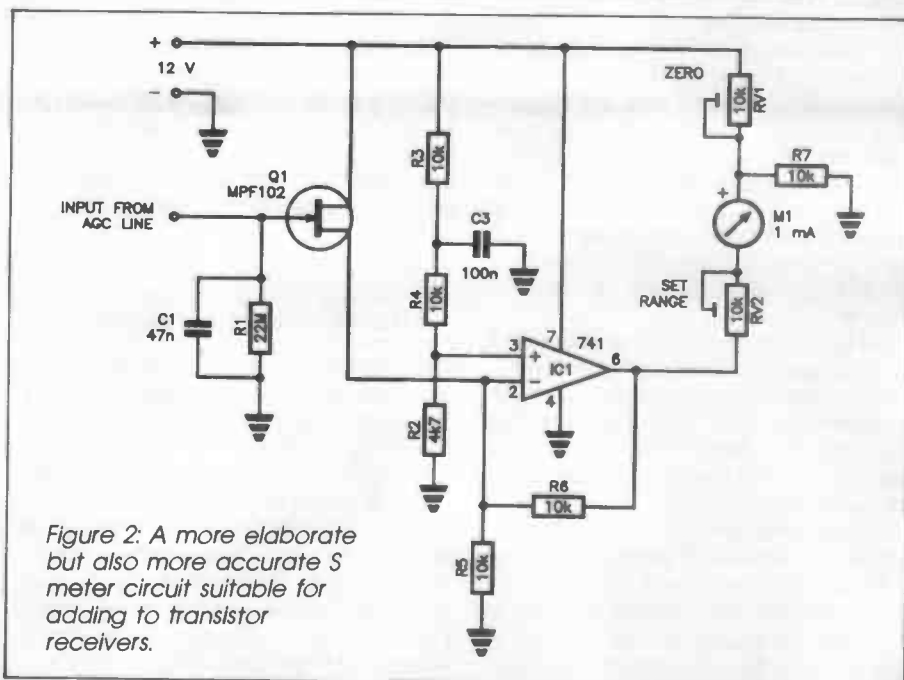 +
12 V
−
ZERO
10k
RV1
R7
10k
R3
10k
Q1
MPF102
INPUT FROM
AGC LINE
C3
100n
+
M1
1 mA
SET
RANGE
10k
RV2
R4
10k
C1
47n
R1
22M
3
+
7
741
IC1
6
2
−
4
R2
4k7
R6
10k
R5
10k
Figure 2: A more elaborate
but also more accurate S
meter circuit suitable for
adding to transistor
receivers.